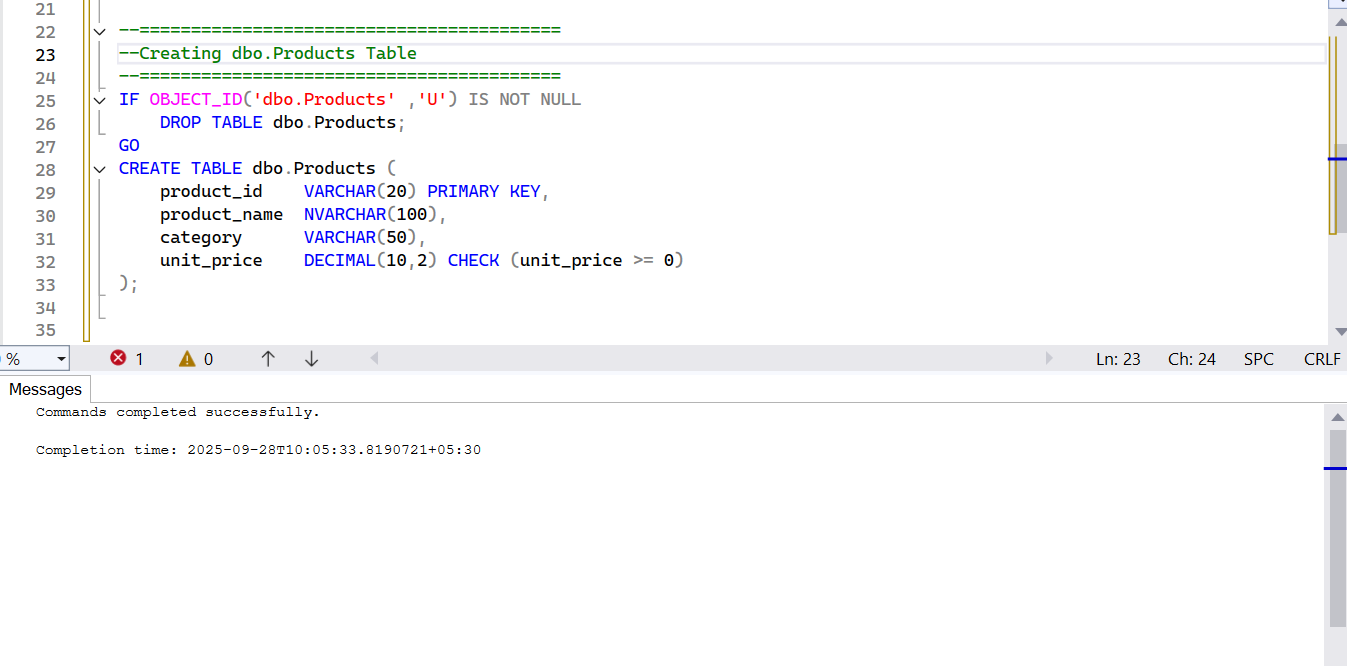 21
22 --=========================================
23 --Creating dbo.Products Table
24 --=========================================
25 IF OBJECT_ID('dbo.Products' ,'U') IS NOT NULL
26     DROP TABLE dbo.Products;
27 GO
28 CREATE TABLE dbo.Products (
29     product_id    VARCHAR(20) PRIMARY KEY,
30     product_name  NVARCHAR(100),
31     category      VARCHAR(50),
32     unit_price    DECIMAL(10,2) CHECK (unit_price >= 0)
33 );
34
35
% 1 0 Ln: 23 Ch: 24 SPC CRLF
Messages
Commands completed successfully.
Completion time: 2025-09-28T10:05:33.8190721+05:30